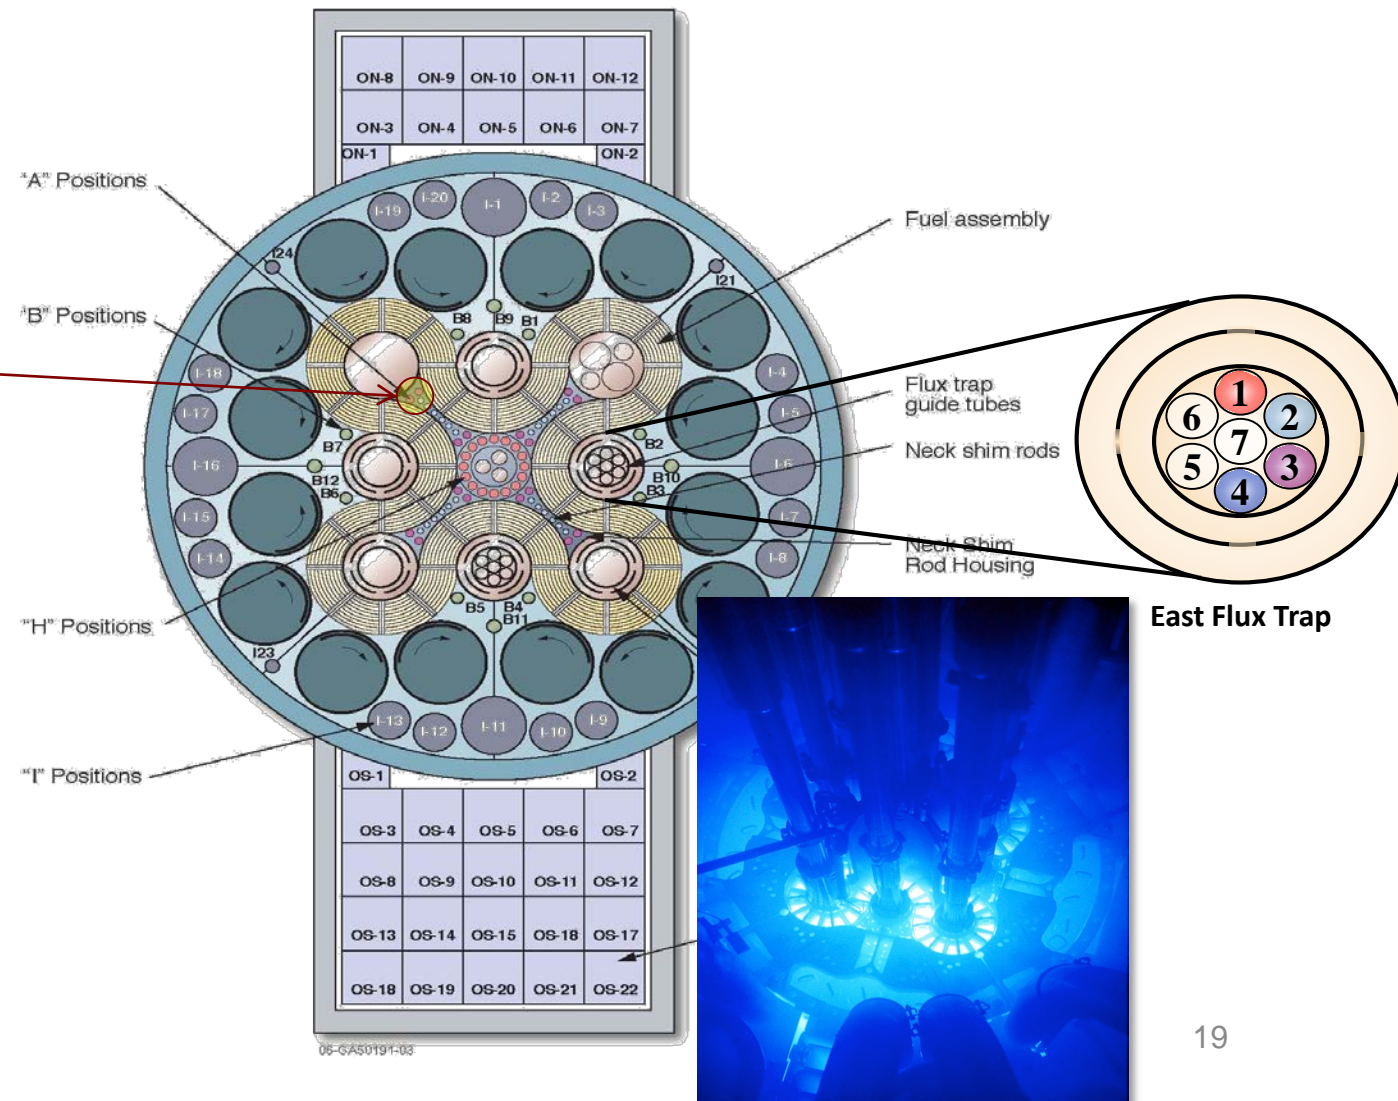 ON-8 ON-9 ON-10 ON-11 ON-12
ON-3 ON-4 ON-5 ON-6 ON-7
ON-1 ON-2
"A" Positions
I-20 I-1 I-2
I-19 I-3
Fuel assembly
I24 I21
"B" Positions
B8 B9 B1
I-18 I-4
Flux trap
guide tubes
I-17 I-5
B7 B2
Neck shim rods
I-16 I-6
B12 B10
B6 B3
I-15 I-7
I-14 I-8
Neck Shim
Rod Housing
B5 B4
B11
"H" Positions
I23
I-13 I-9
I-12 I-11 I-10
"I" Positions
OS-1 OS-2
OS-3 OS-4 OS-5 OS-6 OS-7
OS-8 OS-9 OS-10 OS-11 OS-12
OS-13 OS-14 OS-15 OS-18 OS-17
OS-18 OS-19 OS-20 OS-21 OS-22
06-GA50191-03
1
6 2
7
5 3
4
East Flux Trap
19